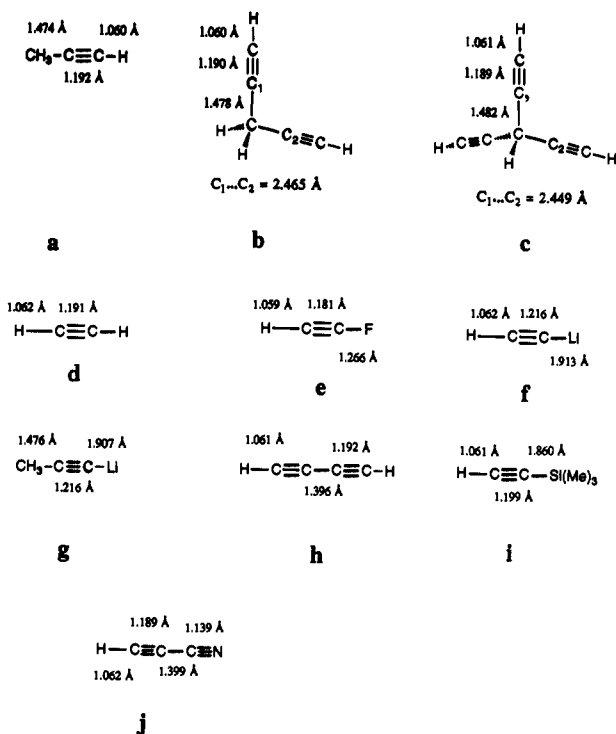 1.474 Å 1.060 Å
CH₃–C≡C–H
1.192 Å
a
H
1.060 Å
C
1.190 Å
C₁
1.478 Å
H C C₂≡C H
H
C₁...C₂ = 2.465 Å
b
H
1.061 Å
C
1.189 Å
C,
1.482 Å
H C≡C C C₂≡C H
H
C₁...C₂ = 2.449 Å
c
1.062 Å 1.191 Å
H–C≡C–H
d
1.059 Å 1.181 Å
H–C≡C–F
1.266 Å
e
1.062 Å 1.216 Å
H–C≡C–Li
1.913 Å
f
1.476 Å 1.907 Å
CH₃–C≡C–Li
1.216 Å
g
1.061 Å 1.192 Å
H–C≡C–C≡C–H
1.396 Å
h
1.061 Å 1.860 Å
H–C≡C–Si(Me)₃
1.199 Å
i
1.189 Å 1.139 Å
H–C≡C–C≡N
1.062 Å 1.399 Å
j